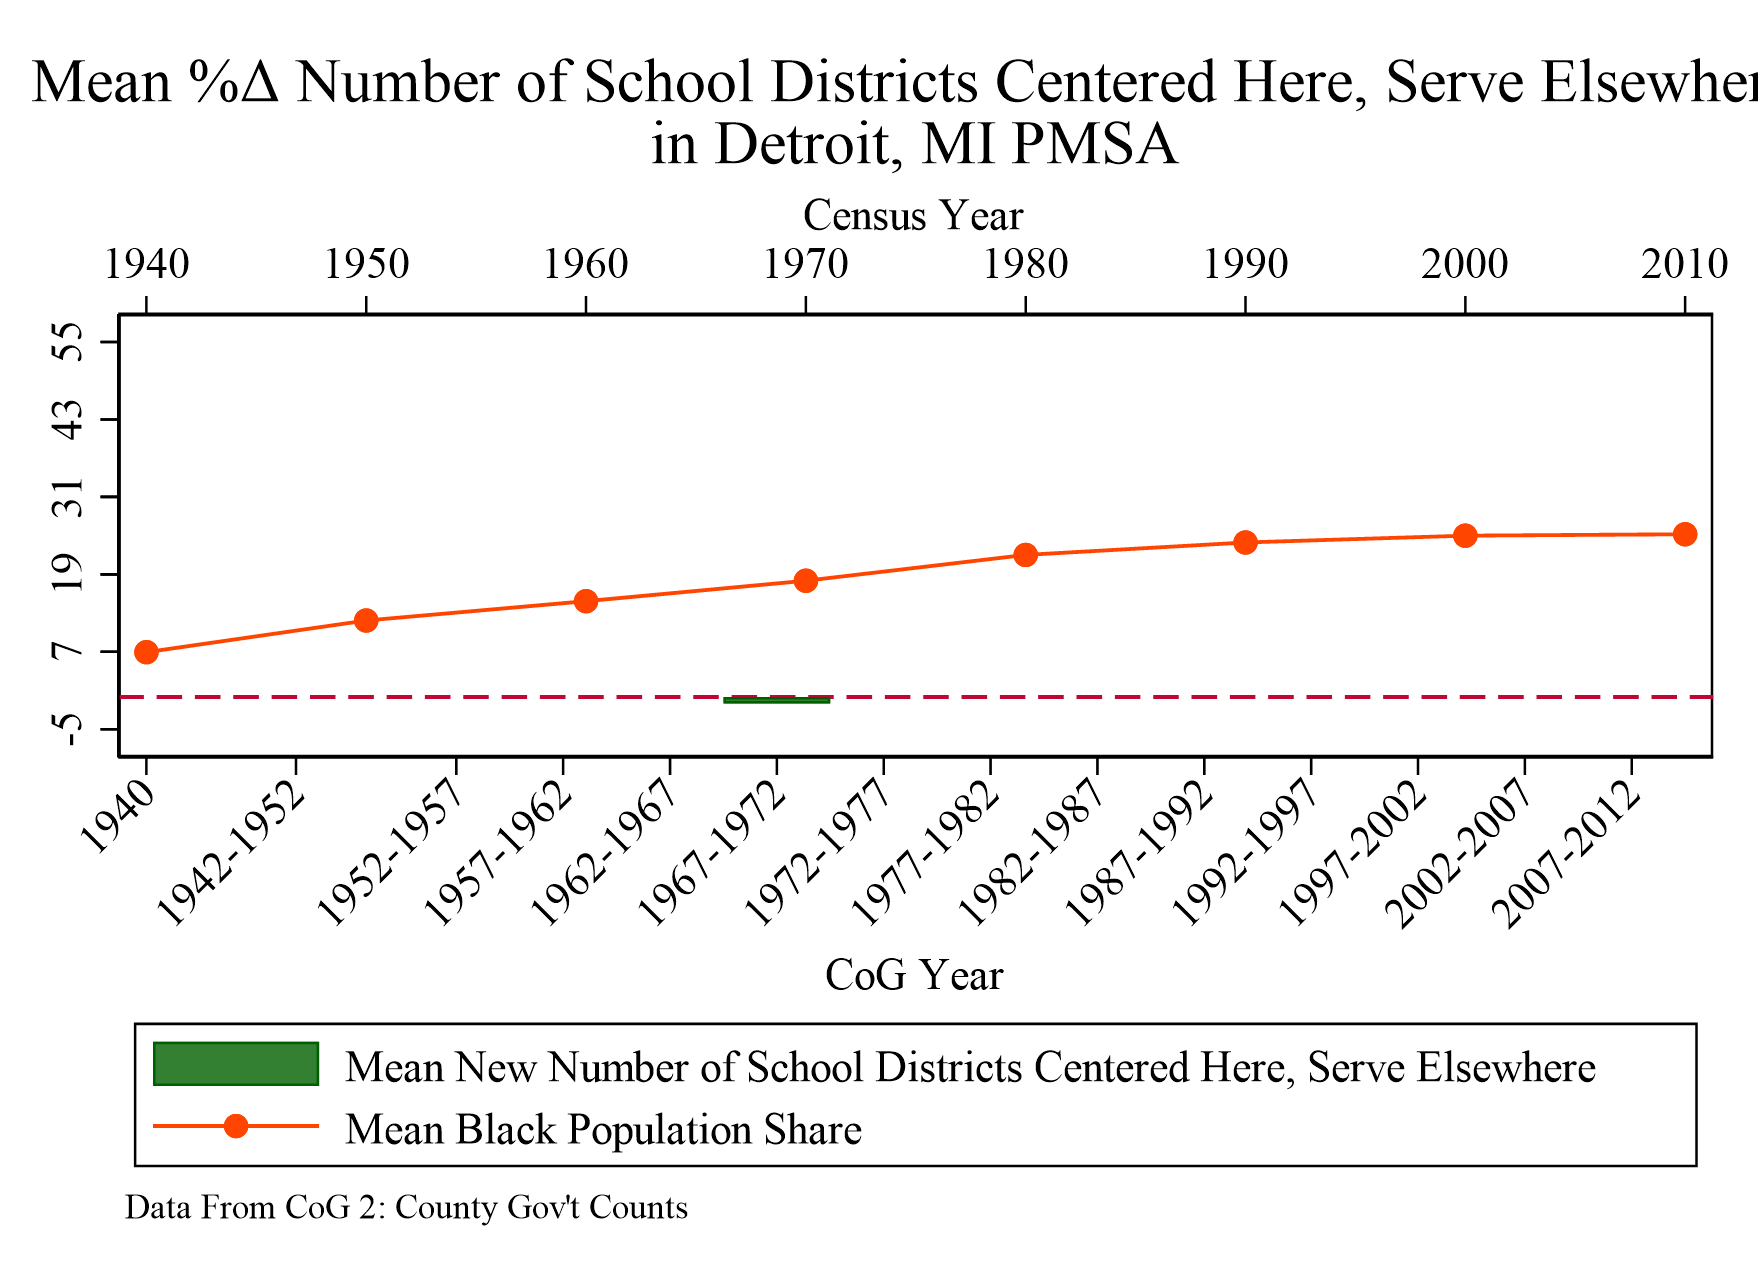 Mean %Δ Number of School Districts Centered Here, Serve Elsewher
in Detroit, MI PMSA
Census Year
1940 1950 1960 1970 1980 1990 2000 2010
55
43
31
19
7
-5
1940 1942-1952 1952-1957 1957-1962 1962-1967 1967-1972 1972-1977 1977-1982 1982-1987 1987-1992 1992-1997 1997-2002 2002-2007 2007-2012
CoG Year
Mean New Number of School Districts Centered Here, Serve Elsewhere
Mean Black Population Share
Data From CoG 2: County Gov't Counts